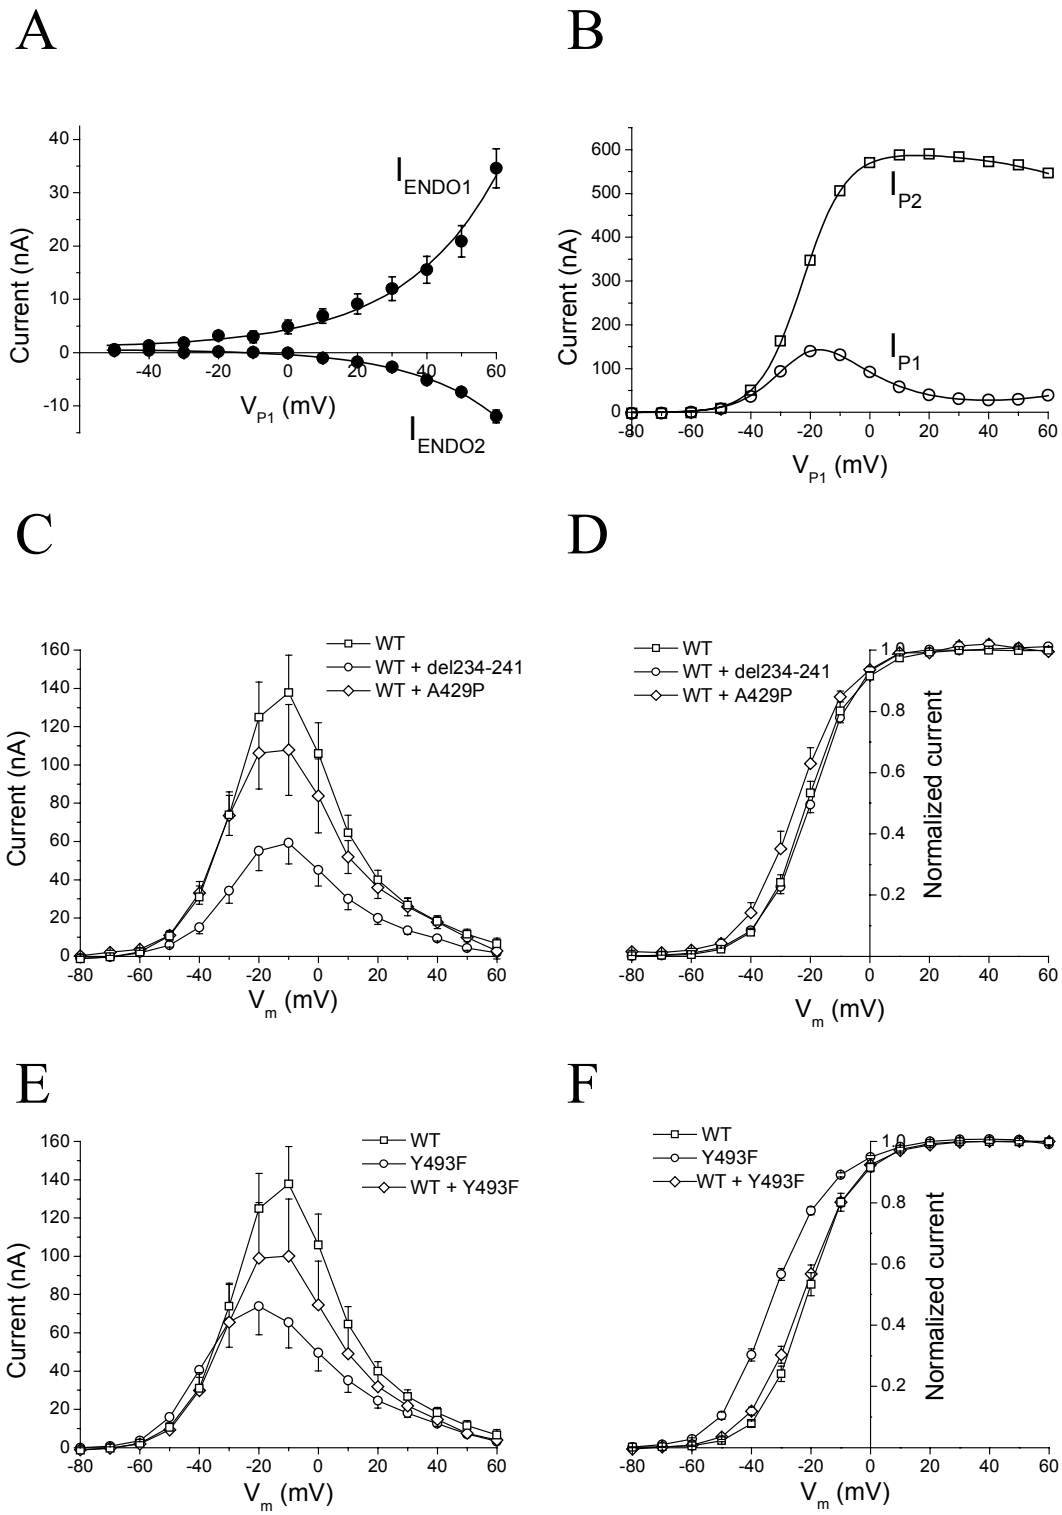 A
B
40
30
20
10
0
-10
Current (nA)
-40
-20
0
20
40
60
V_P1 (mV)
I_ENDO1
I_ENDO2
600
500
400
300
200
100
0
Current (nA)
-80
-60
-40
-20
0
20
40
60
V_P1 (mV)
I_P2
I_P1
C
D
WT
WT + del234-241
WT + A429P
160
140
120
100
80
60
40
20
0
Current (nA)
-80
-60
-40
-20
0
20
40
60
V_m (mV)
WT
WT + del234-241
WT + A429P
1.0
0.8
0.6
0.4
0.2
Normalized current
-80
-60
-40
-20
0
20
40
60
V_m (mV)
E
F
WT
Y493F
WT + Y493F
160
140
120
100
80
60
40
20
0
Current (nA)
-80
-60
-40
-20
0
20
40
60
V_m (mV)
WT
Y493F
WT + Y493F
1.0
0.8
0.6
0.4
0.2
Normalized current
-80
-60
-40
-20
0
20
40
60
V_m (mV)